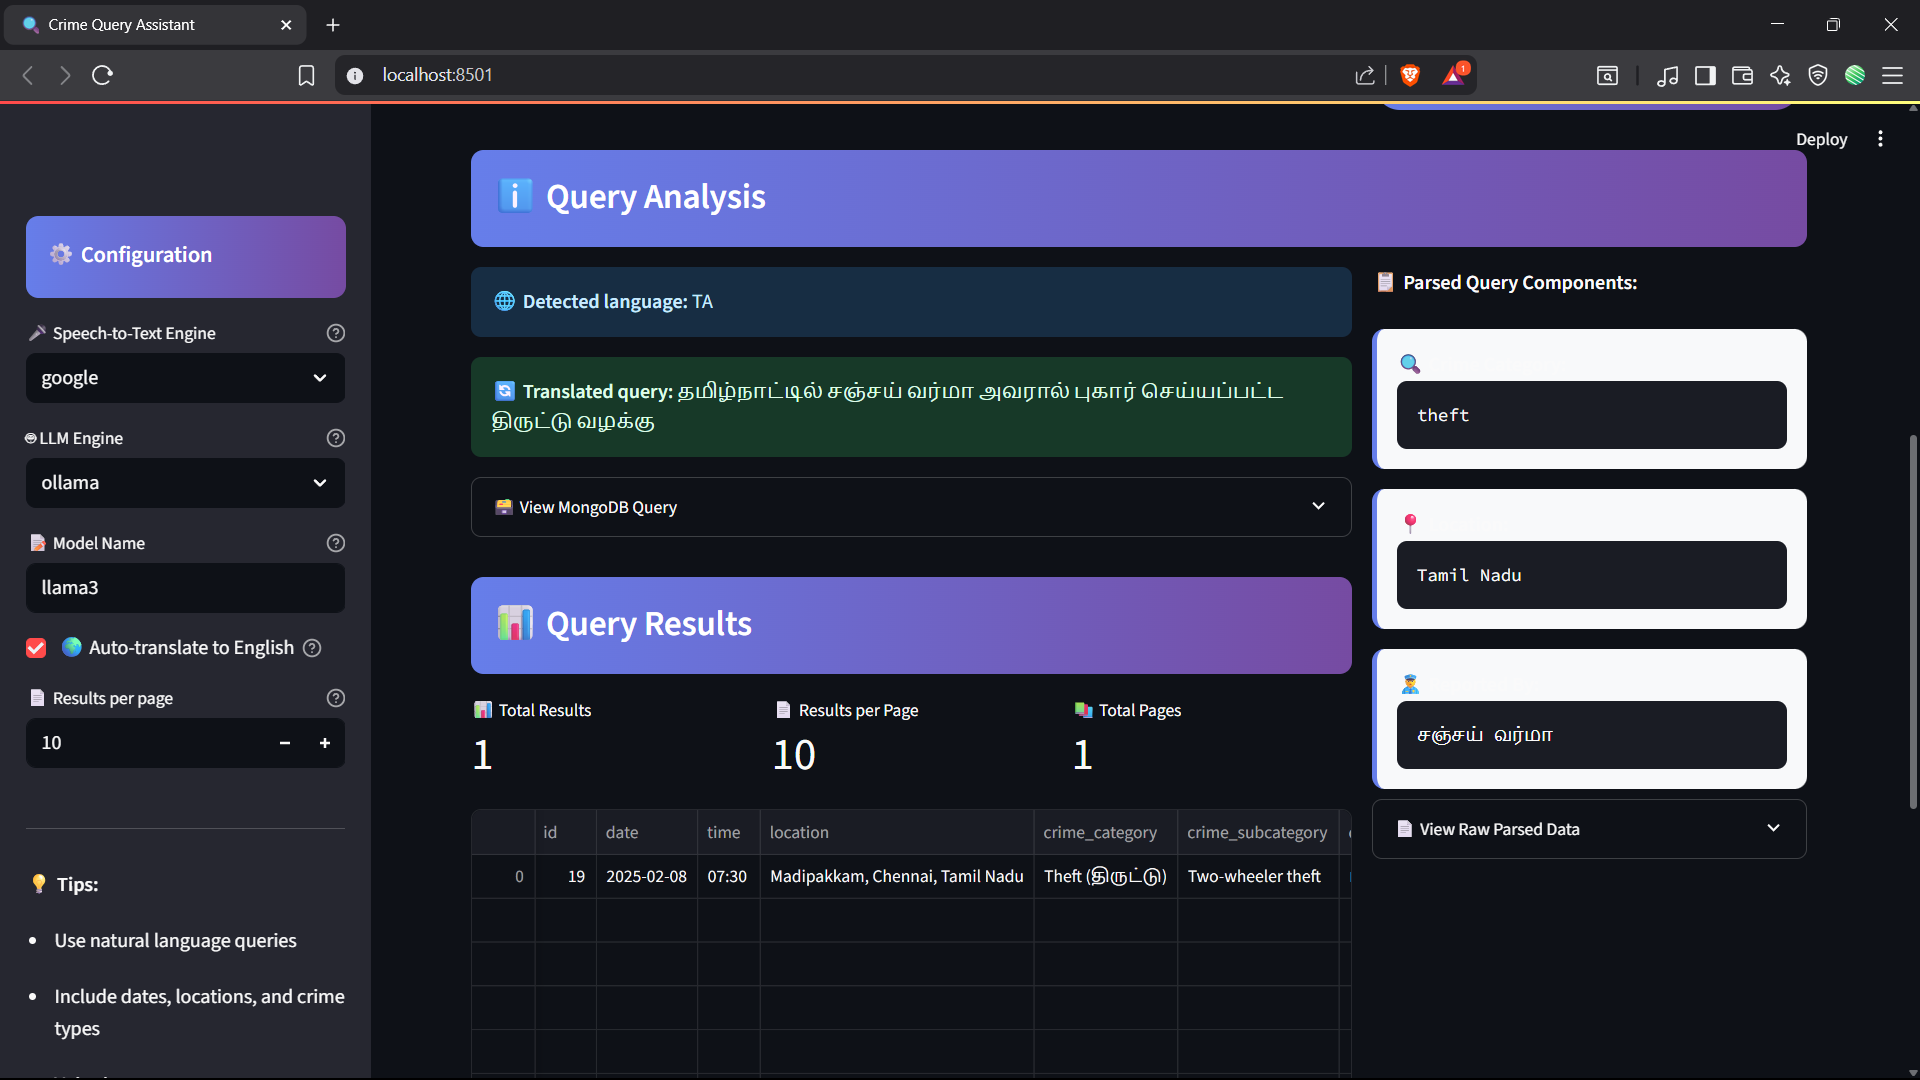 Crime Query Assistant
localhost:8501
1
Deploy
Configuration
Speech-to-Text Engine
google
LLM Engine
ollama
Model Name
llama3
Auto-translate to English
Results per page
10
Tips:
Use natural language queries
Include dates, locations, and crime
types
Query Analysis
Detected language: TA
Translated query: தமிழ்நாட்டில் சஞ்சய் வர்மா அவரால் புகார் செய்யப்பட்ட
திருட்டு வழக்கு
View MongoDB Query
Query Results
Total Results Results per Page Total Pages
1 10 1
id date time location crime_category crime_subcategory
0 19 2025-02-08 07:30 Madipakkam, Chennai, Tamil Nadu Theft (திருட்டு) Two-wheeler theft
Parsed Query Components:
theft
Tamil Nadu
சஞ்சய் வர்மா
View Raw Parsed Data